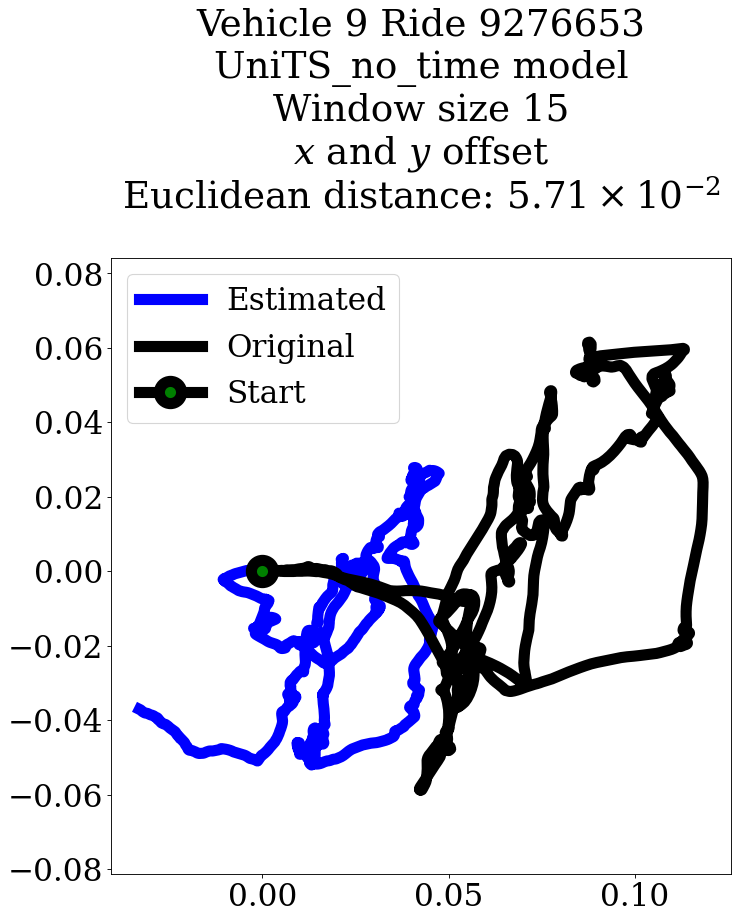 Vehicle 9 Ride 9276653
UniTS_no_time model
Window size 15
x and y offset
Euclidean distance: 5.71 × 10⁻²
Estimated
Original
Start
0.08
0.06
0.04
0.02
0.00
−0.02
−0.04
−0.06
−0.08
0.00 0.05 0.10